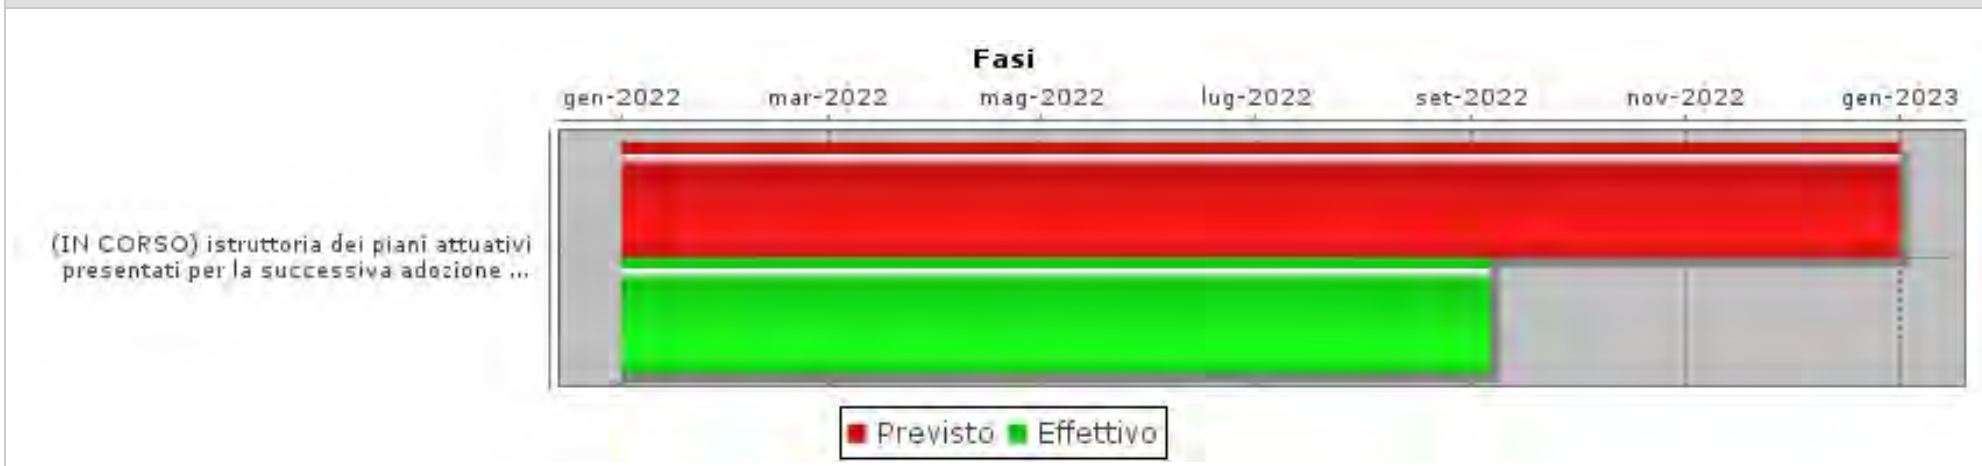 Fasi
gen-2022 mar-2022 mag-2022 lug-2022 set-2022 nov-2022 gen-2023
(IN CORSO) istruttoria dei piani attuativi
presentati per la successiva adozione ...
Previsto Effettivo